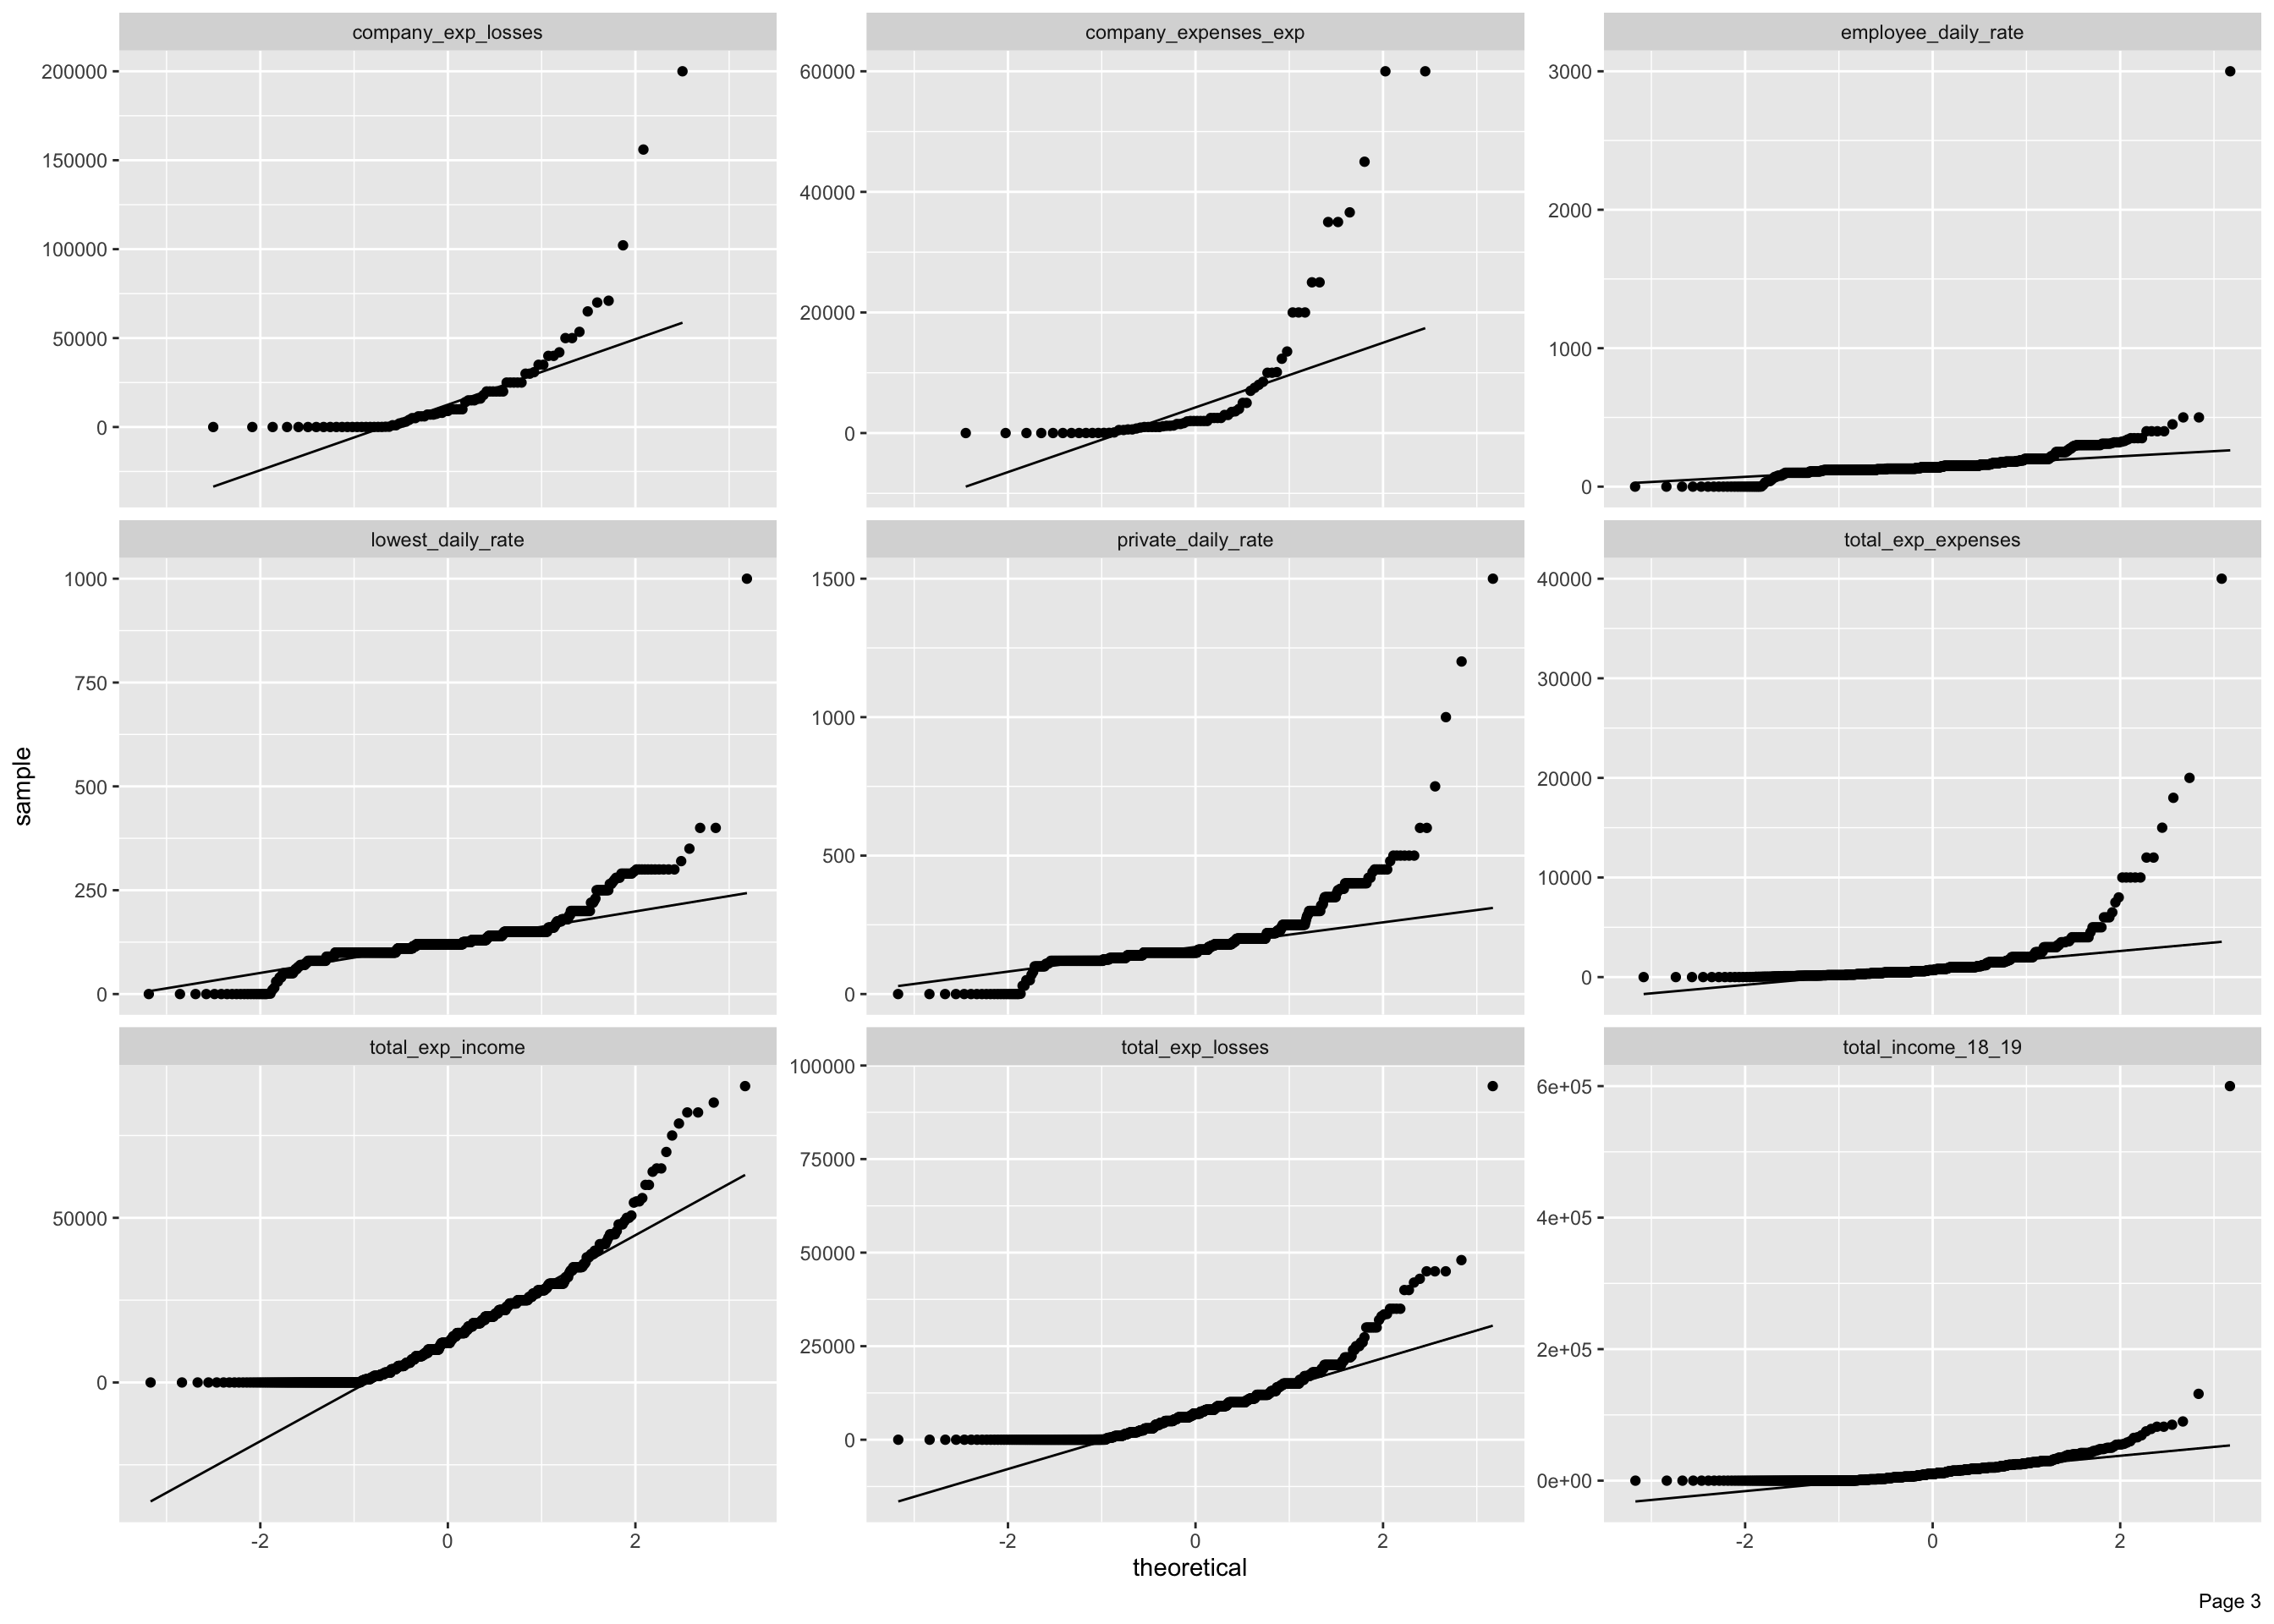 company_exp_losses
company_expenses_exp
employee_daily_rate
200000
150000
100000
50000
0
60000
40000
20000
0
3000
2000
1000
0
lowest_daily_rate
private_daily_rate
total_exp_expenses
1000
750
500
250
0
1500
1000
500
0
40000
30000
20000
10000
0
sample
total_exp_income
total_exp_losses
total_income_18_19
50000
0
100000
75000
50000
25000
0
6e+05
4e+05
2e+05
0e+00
-2 0 2
-2 0 2
-2 0 2
theoretical
Page 3